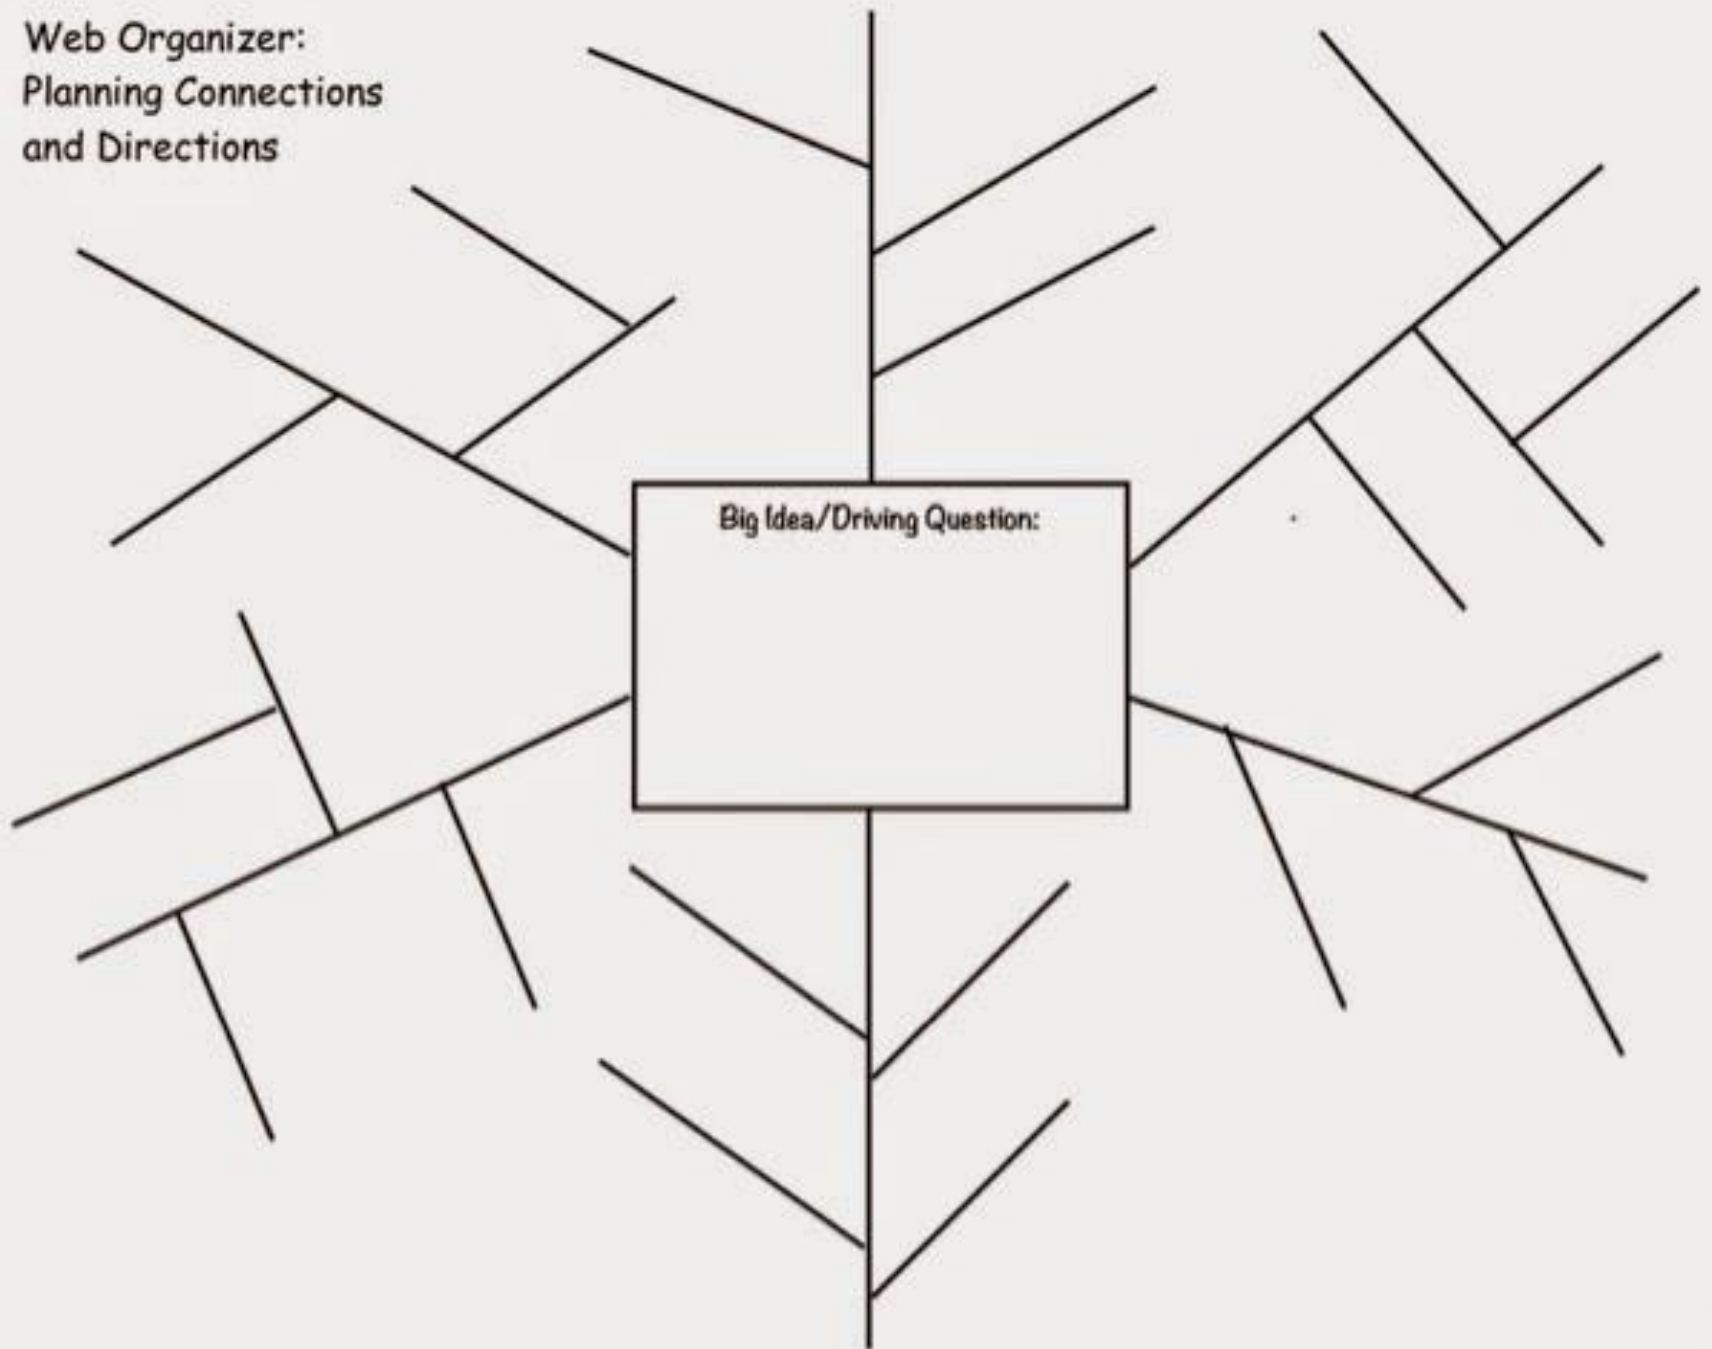 Web Organizer:
Planning Connections
and Directions
Big Idea/Driving Question: